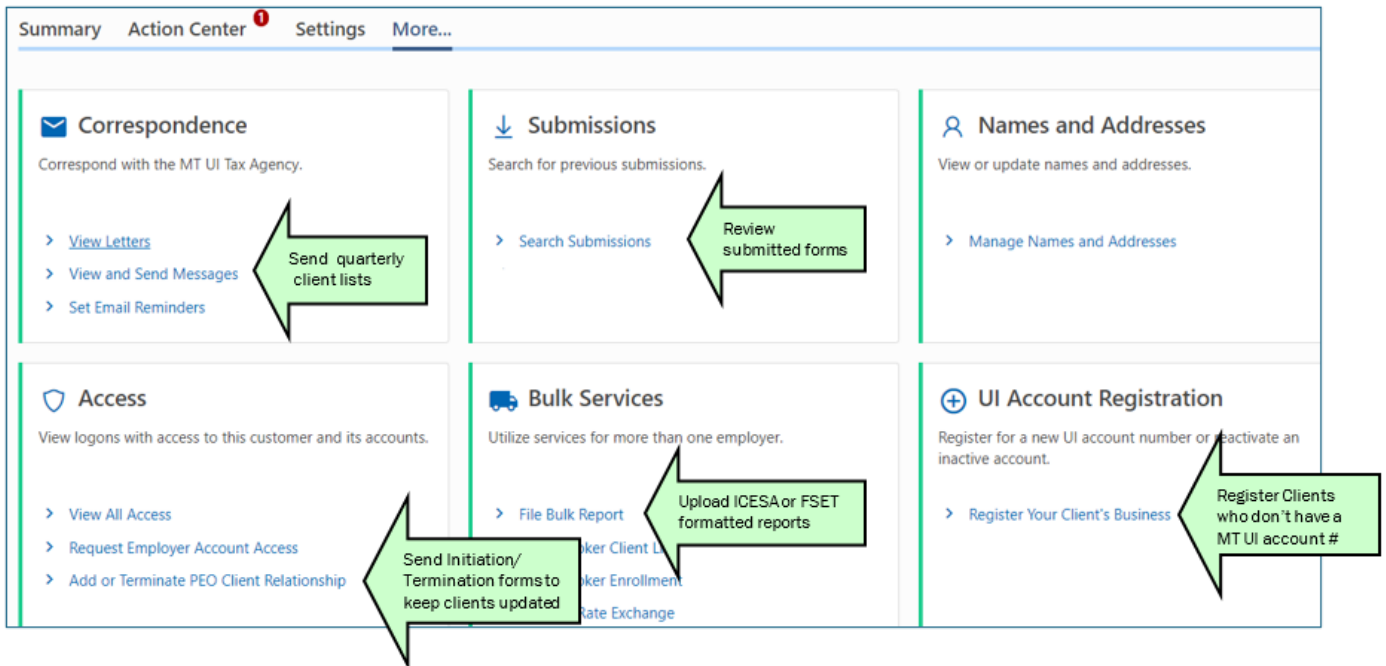 Summary Action Center 1 Settings More...
Correspondence
Correspond with the MT UI Tax Agency.
View Letters
View and Send Messages
Set Email Reminders
Send quarterly
client lists
Submissions
Search for previous submissions.
Search Submissions
Review
submitted forms
Names and Addresses
View or update names and addresses.
Manage Names and Addresses
Access
View logons with access to this customer and its accounts.
View All Access
Request Employer Account Access
Add or Terminate PEO Client Relationship
Send Initiation/
Termination forms to
keep clients updated
Bulk Services
Utilize services for more than one employer.
File Bulk Report
Client
Enrollment
Rate Exchange
Upload ICESA or FSET
formatted reports
UI Account Registration
Register for a new UI account number or reactivate an
inactive account.
Register Your Client's Business
Register Clients
who don't have a
MT UI account #